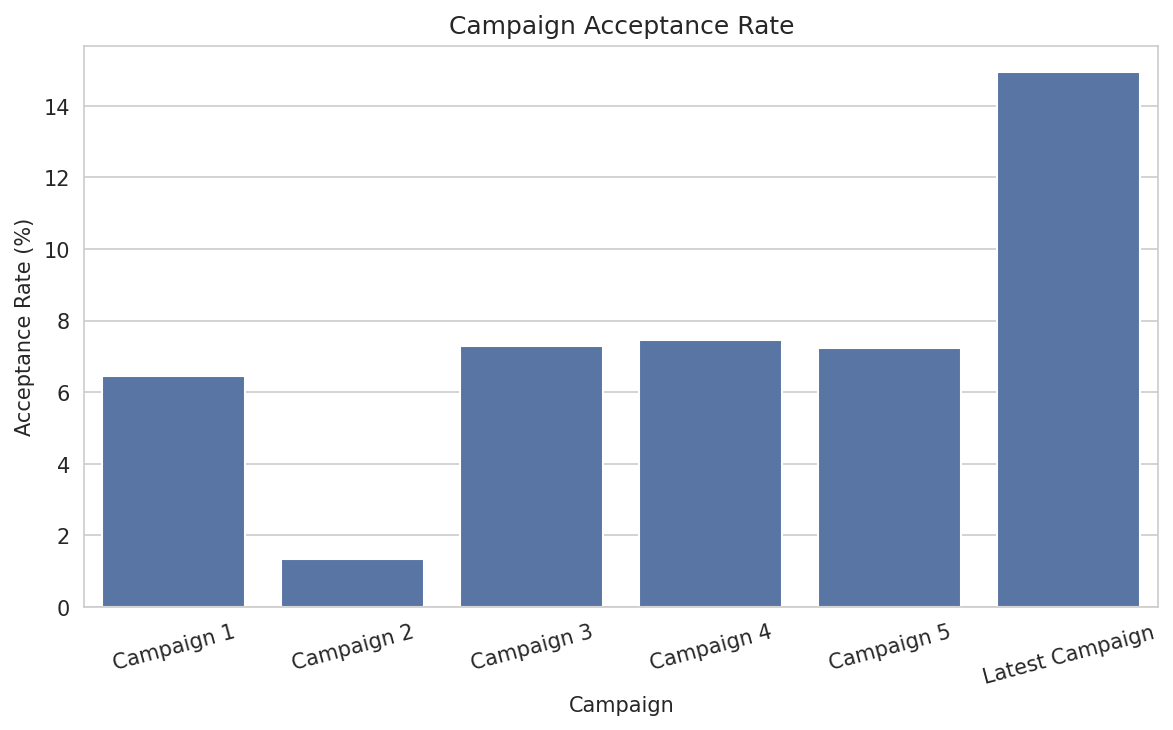 Campaign Acceptance Rate
Acceptance Rate (%)
14
12
10
8
6
4
2
0
Campaign 1
Campaign 2
Campaign 3
Campaign 4
Campaign 5
Latest Campaign
Campaign